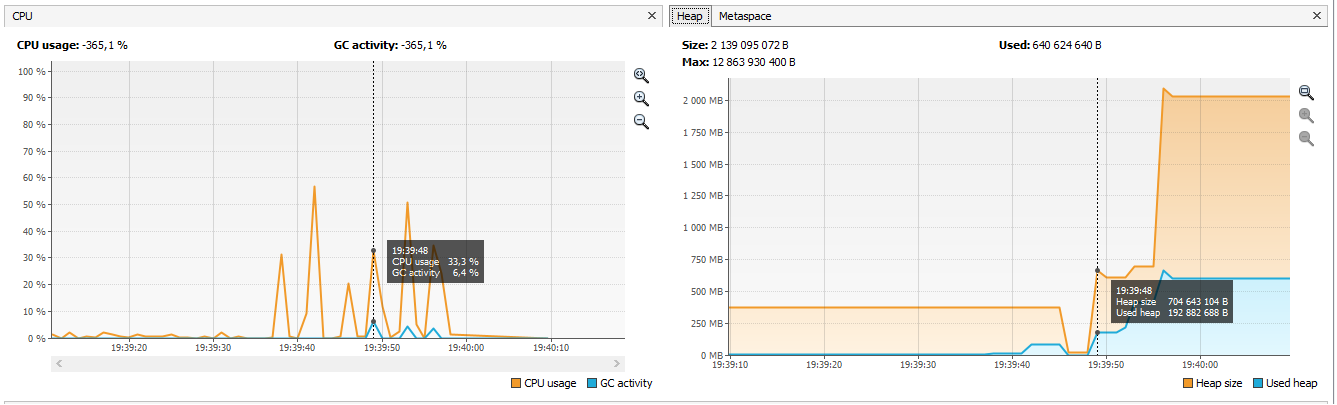 CPU
CPU usage: -365,1 %
GC activity: -365,1 %
100 %
90 %
80 %
70 %
60 %
50 %
40 %
30 %
20 %
10 %
0 %
19:39:48
CPU usage 33,3 %
GC activity 6,4 %
19:39:20 19:39:30 19:39:40 19:39:50 19:40:00 19:40:10
CPU usage GC activity
Heap Metaspace
Size: 2 139 095 072 B
Used: 640 624 640 B
Max: 12 863 930 400 B
2 000 MB
1 750 MB
1 500 MB
1 250 MB
1 000 MB
750 MB
500 MB
250 MB
0 MB
19:39:48
Heap size 704 643 104 B
Used heap 192 882 688 B
19:39:10 19:39:20 19:39:30 19:39:40 19:39:50 19:40:00
Heap size Used heap